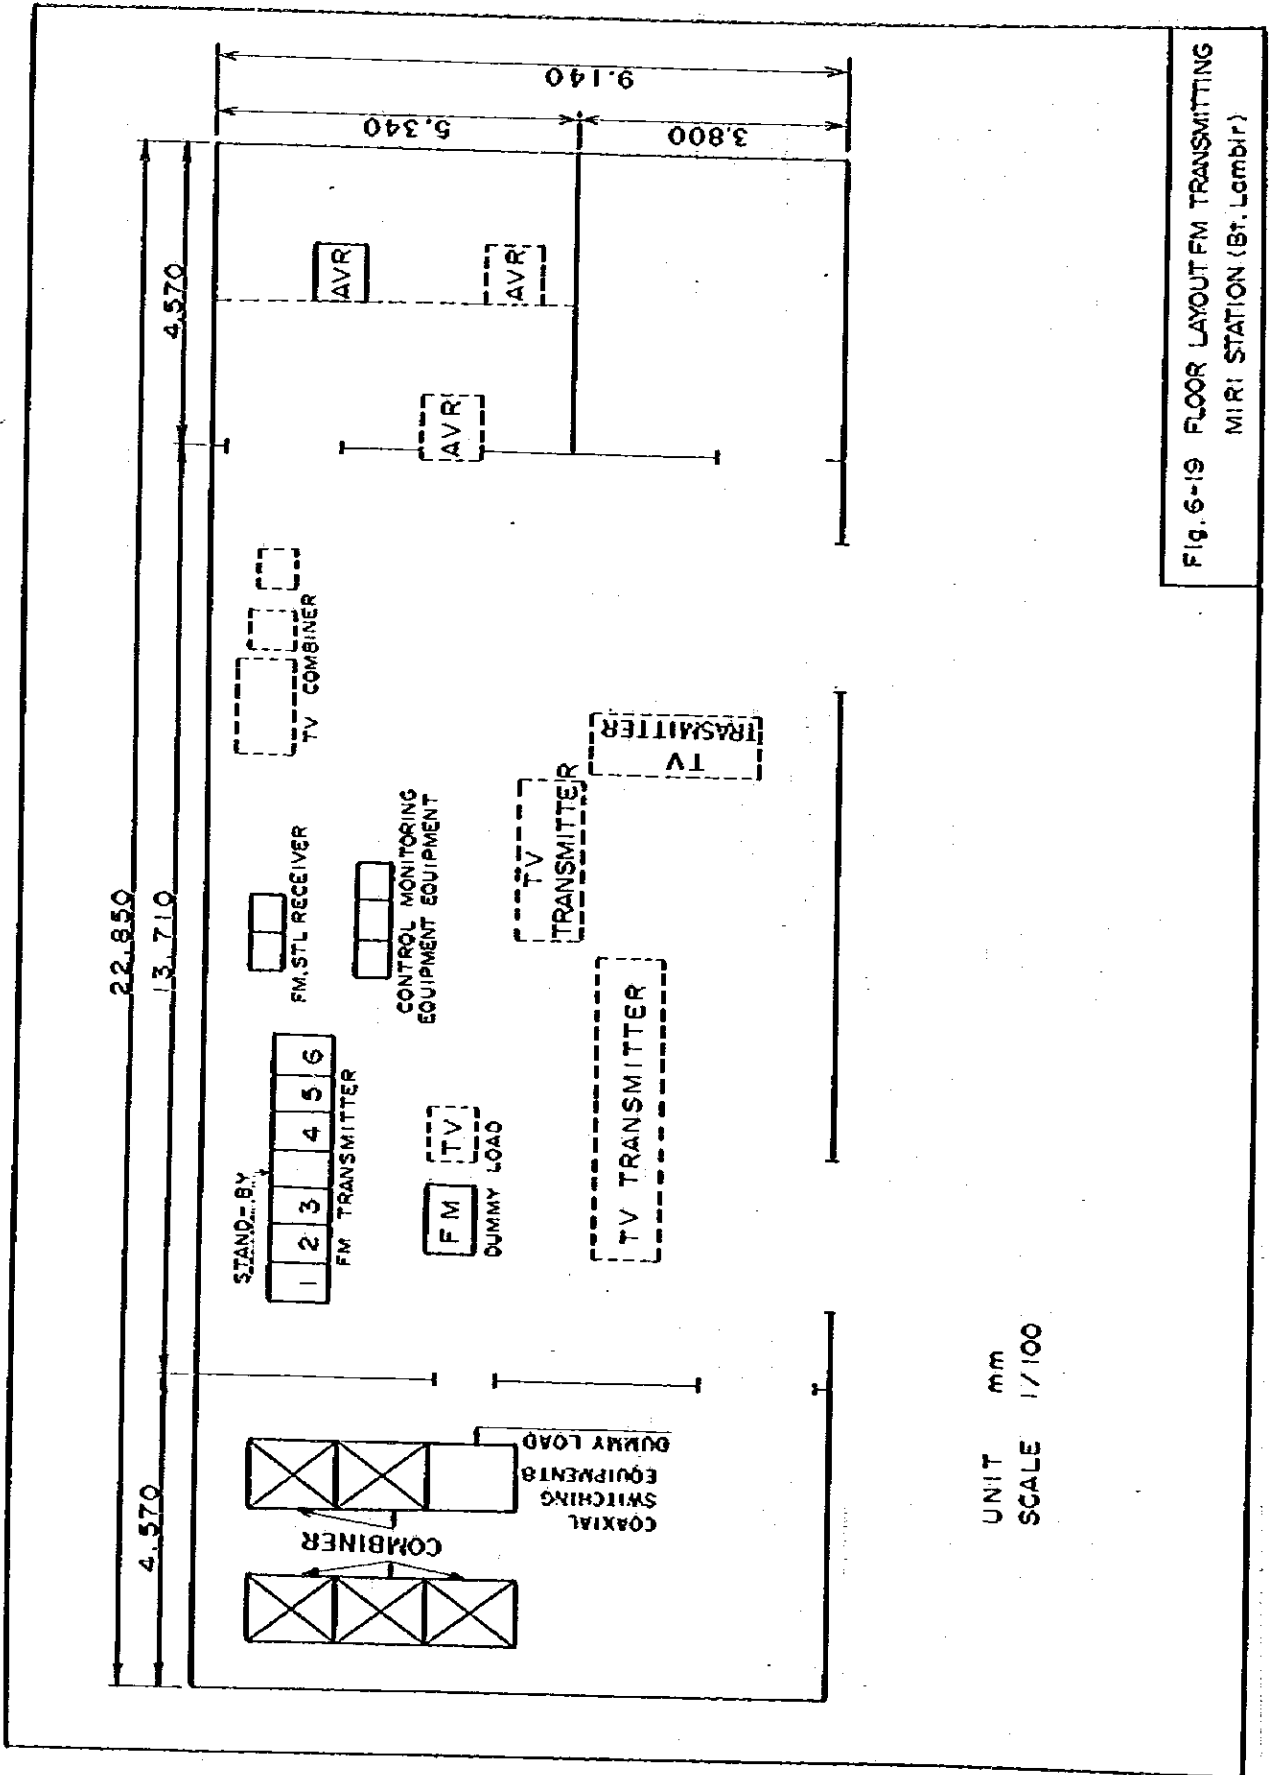 22.850
4,570
13,710
4,570
9.140
5.340
3.800
COMBINER
COAXIAL
SWITCHING
EQUIPMENT&
DUMMY LOAD
STAND-BY
1 2 3 4 5 6
FM TRANSMITTER
FM.STL RECEIVER
CONTROL MONITORING
EQUIPMENT EQUIPMENT
TV COMBINER
FM
TV
DUMMY LOAD
TV TRANSMITTER
TV
TRANSMITTER
TV
TRASMITTER
AVR
AVR
AVR
UNIT mm
SCALE 1/100
Fig. 6-19 FLOOR LAYOUT FM TRANSMITTING
MIRI STATION (Bt. Lambir)